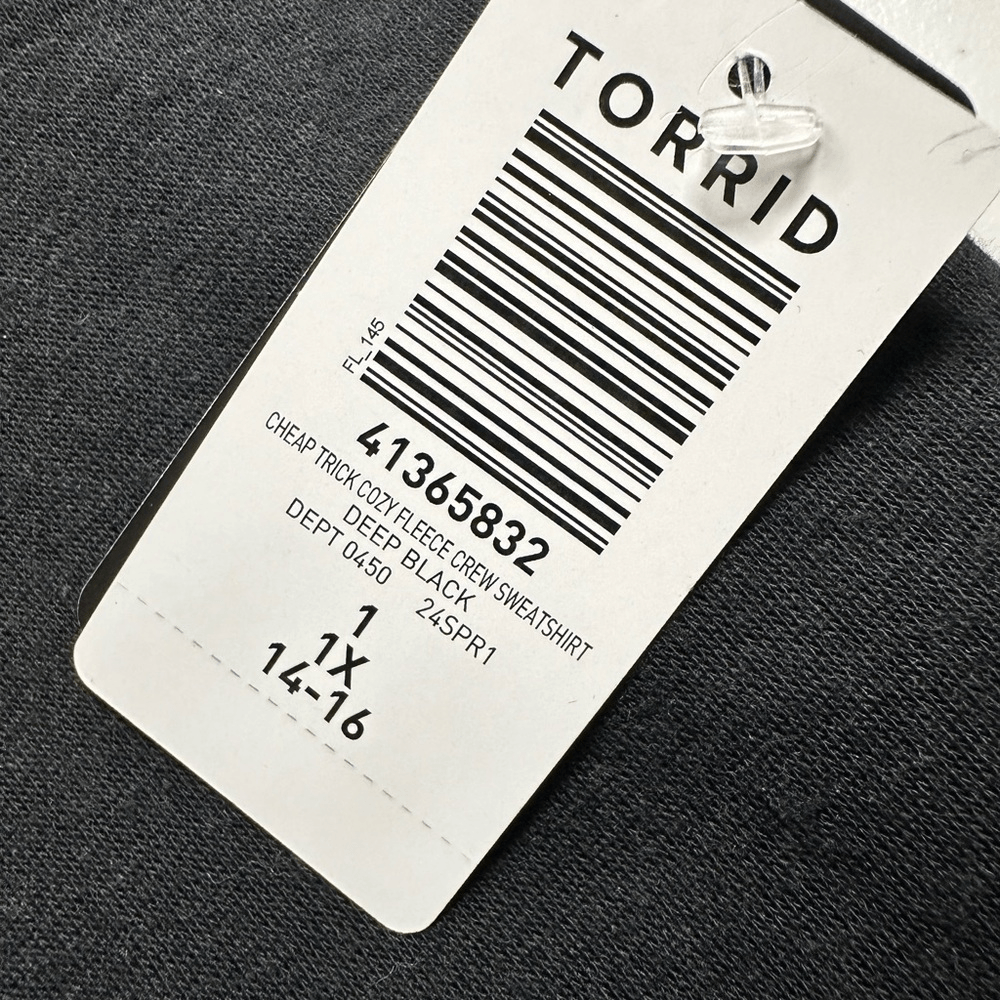 TORRID
FL_145
41365832
CHEAP TRICK COZY FLEECE CREW SWEATSHIRT
DEEP BLACK
DEPT 0450 24SPR1
1
1X
14-16